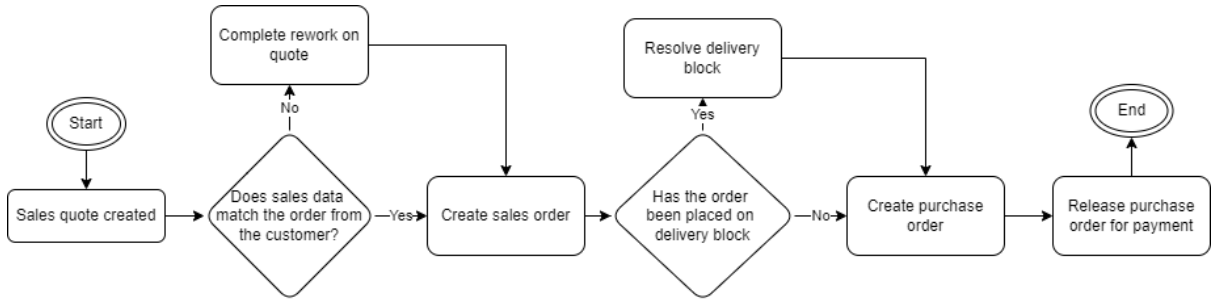 Start
Sales quote created
Does sales data
match the order from
the customer?
No
Complete rework on
quote
Yes
Create sales order
Has the order
been placed on
delivery block
Yes
Resolve delivery
block
No
Create purchase
order
Release purchase
order for payment
End